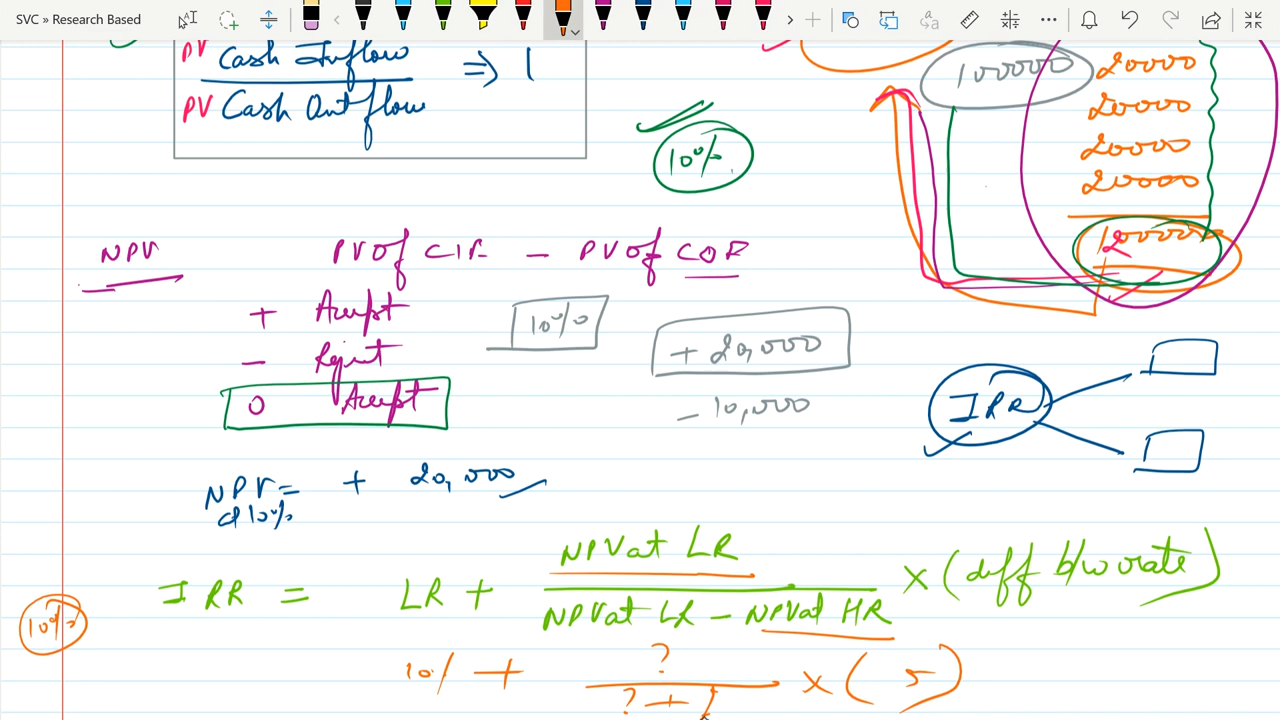 SVC » Research Based
PV Cash Inflow
PV Cash Outflow
⇒ 1
10%
100000
20000
20000
20000
20000
NPV PV of CIF - PV of COF
+ Accept
- Reject
0 Accept
10%
+ 20,000
- 10,000
IRR
NPV = + 20,000
@ 10%
IRR = LR + NPV at LR
NPV at LR - NPV at HR
× (diff b/w rate)
10%
10% + ?
? +
× ( 5 )